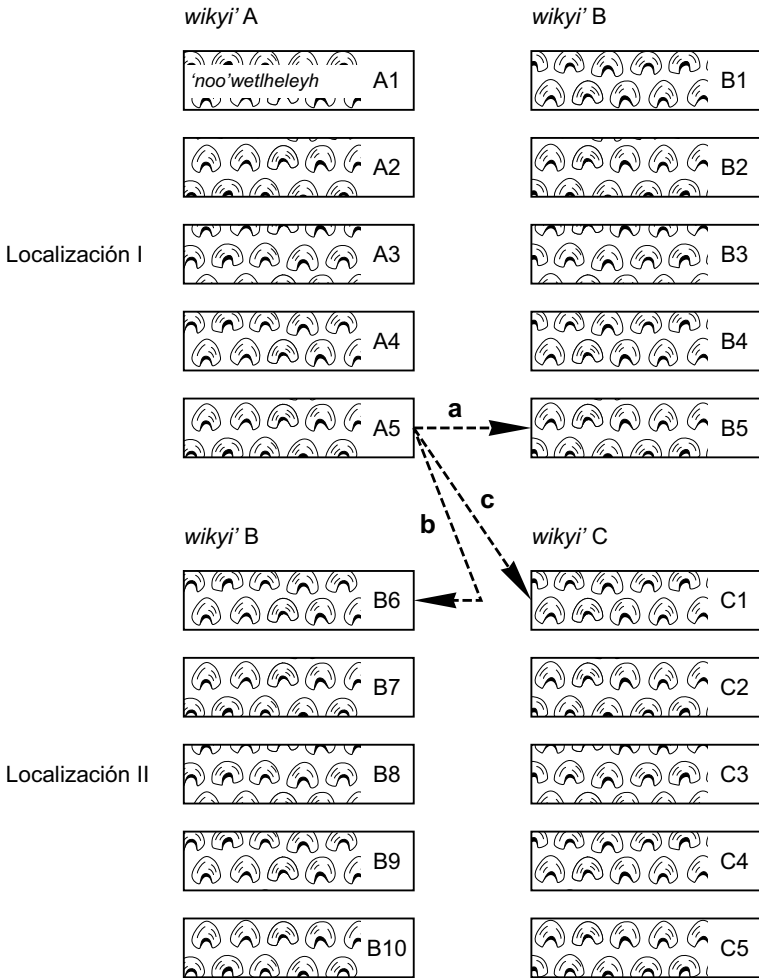 wikyi’ A wikyi’ B
‘noo’wetlheleyh A1 B1
A2 B2
Localización I A3 B3
A4 B4
A5 a B5
c
b
wikyi’ B wikyi’ C
B6 C1
B7 C2
Localización II B8 C3
B9 C4
B10 C5